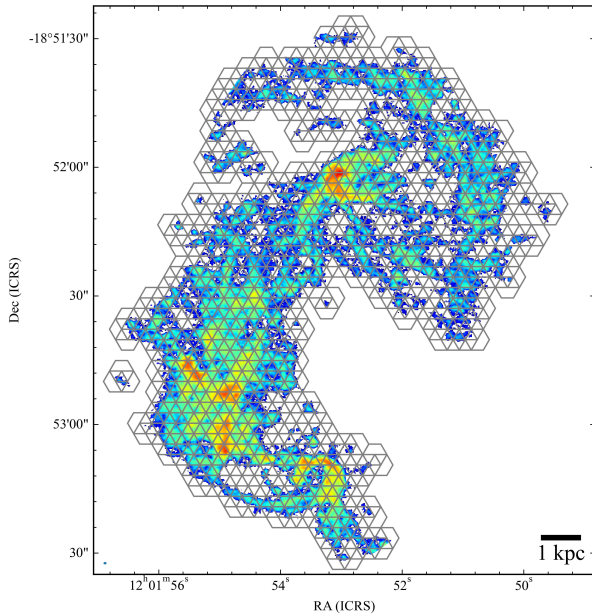 -18°51'30"
52'00"
Dec (ICRS)
30"
53'00"
30"
1 kpc
12ʰ01ᵐ56ˢ
54ˢ
52ˢ
50ˢ
RA (ICRS)